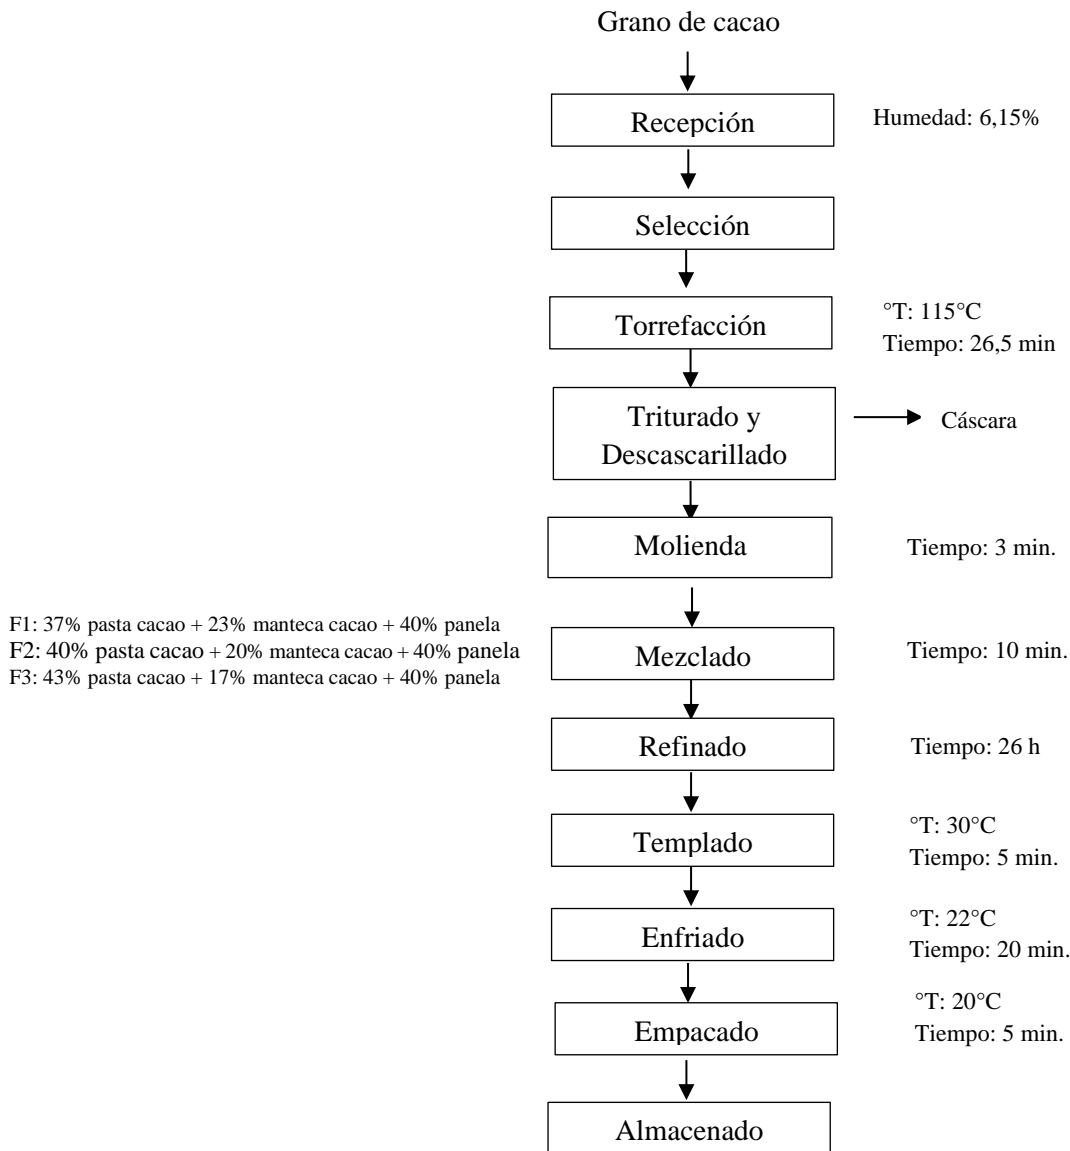 Grano de cacao
Recepción
Humedad: 6,15%
Selección
Torrefacción
°T: 115°C
Tiempo: 26,5 min
Triturado y
Descascarillado
Cáscara
Molienda
Tiempo: 3 min.
F1: 37% pasta cacao + 23% manteca cacao + 40% panela
F2: 40% pasta cacao + 20% manteca cacao + 40% panela
F3: 43% pasta cacao + 17% manteca cacao + 40% panela
Mezclado
Tiempo: 10 min.
Refinado
Tiempo: 26 h
Templado
°T: 30°C
Tiempo: 5 min.
Enfriado
°T: 22°C
Tiempo: 20 min.
Empacado
°T: 20°C
Tiempo: 5 min.
Almacenado